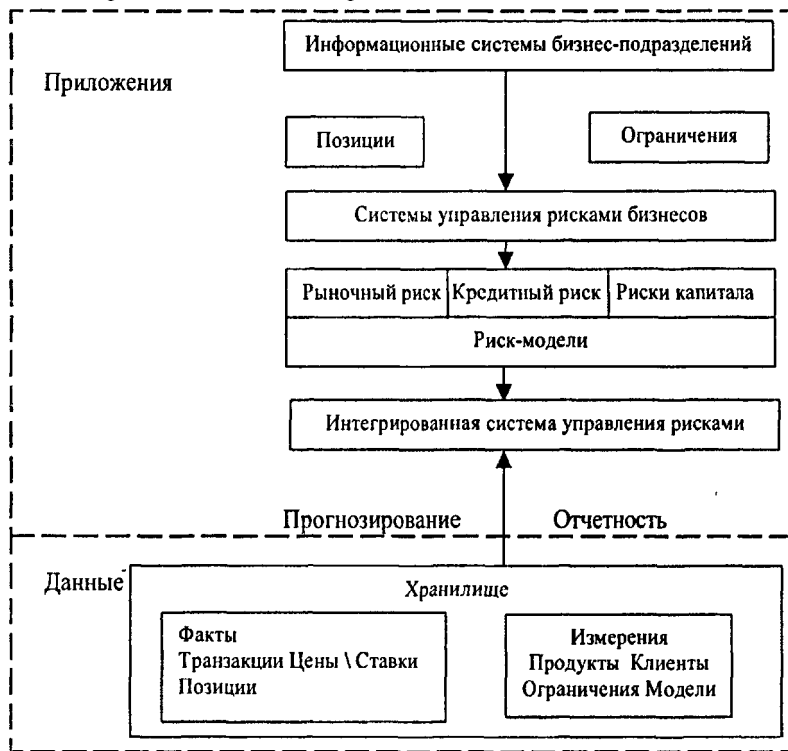 Информационные системы бизнес-подразделений
Приложения
Позиции
Ограничения
Системы управления рисками бизнесов
Рыночный риск Кредитный риск Риски капитала
Риск-модели
Интегрированная система управления рисками
Прогнозирование Отчетность
Данные
Хранилище
Факты
Транзакции Цены \ Ставки
Позиции
Измерения
Продукты Клиенты
Ограничения Модели